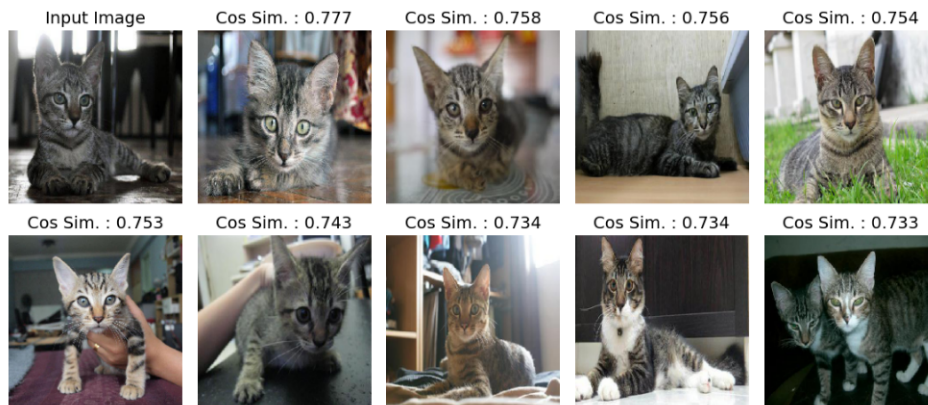 Input Image
Cos Sim. : 0.777
Cos Sim. : 0.758
Cos Sim. : 0.756
Cos Sim. : 0.754
Cos Sim. : 0.753
Cos Sim. : 0.743
Cos Sim. : 0.734
Cos Sim. : 0.734
Cos Sim. : 0.733